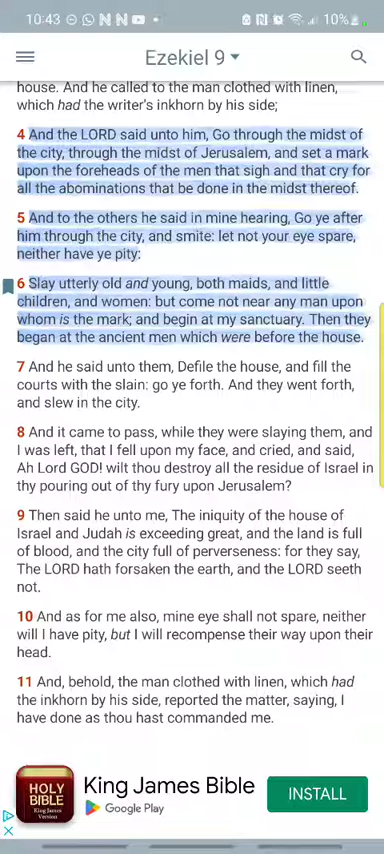 10:43
10%
Ezekiel 9
house. And he called to the man clothed with linen,
which had the writer's inkhorn by his side;
4 And the LORD said unto him, Go through the midst of
the city, through the midst of Jerusalem, and set a mark
upon the foreheads of the men that sigh and that cry for
all the abominations that be done in the midst thereof.
5 And to the others he said in mine hearing, Go ye after
him through the city, and smite: let not your eye spare,
neither have ye pity:
6 Slay utterly old and young, both maids, and little
children, and women: but come not near any man upon
whom is the mark; and begin at my sanctuary. Then they
began at the ancient men which were before the house.
7 And he said unto them, Defile the house, and fill the
courts with the slain: go ye forth. And they went forth,
and slew in the city.
8 And it came to pass, while they were slaying them, and
I was left, that I fell upon my face, and cried, and said,
Ah Lord GOD! wilt thou destroy all the residue of Israel in
thy pouring out of thy fury upon Jerusalem?
9 Then said he unto me, The iniquity of the house of
Israel and Judah is exceeding great, and the land is full
of blood, and the city full of perverseness: for they say,
The LORD hath forsaken the earth, and the LORD seeth
not.
10 And as for me also, mine eye shall not spare, neither
will I have pity, but I will recompense their way upon their
head.
11 And, behold, the man clothed with linen, which had
the inkhorn by his side, reported the matter, saying, I
have done as thou hast commanded me.
HOLY
BIBLE
King James
Version
King James Bible
Google Play
INSTALL